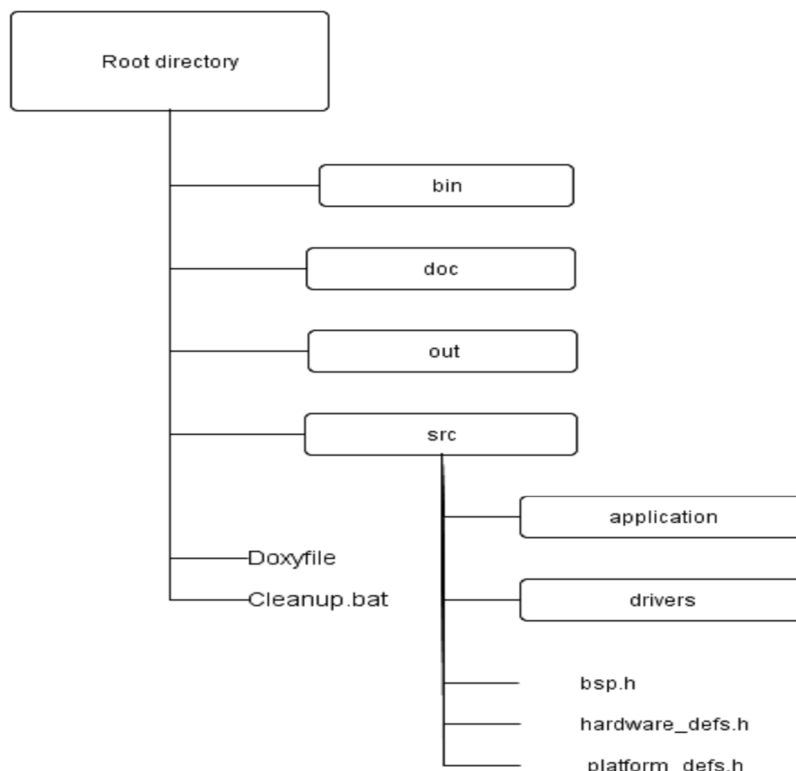 Root directory
bin
doc
out
src
application
Doxyfile
Cleanup.bat
drivers
bsp.h
hardware_defs.h
platform_defs.h